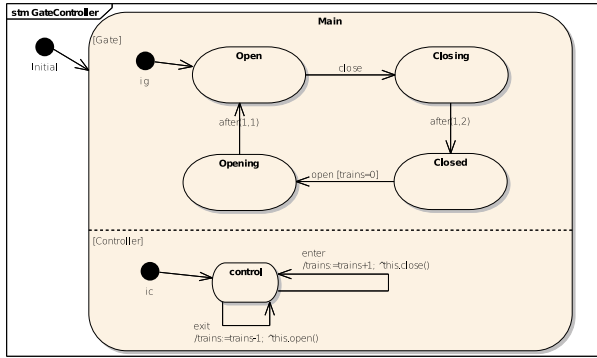 stm GateController
Main
Initial
[Gate]
ig
Open
close
Closing
after(1,1)
after(1,2)
Opening
open [trains=0]
Closed
[Controller]
ic
control
enter
/trains:=trains+1; ^this.close()
exit
/trains:=trains-1; ^this.open()